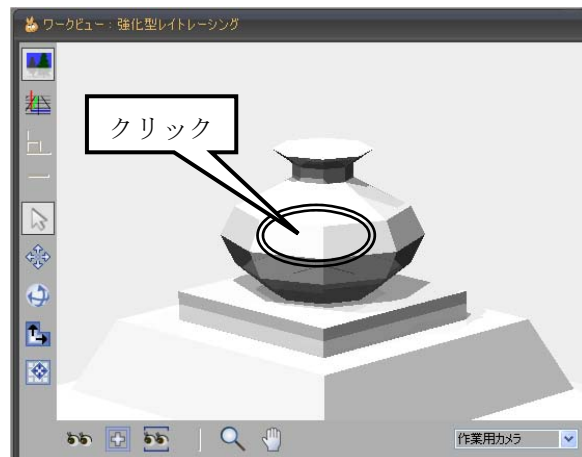 ワークビュー：強化型レイトレーシング
クリック
作業用カメラ